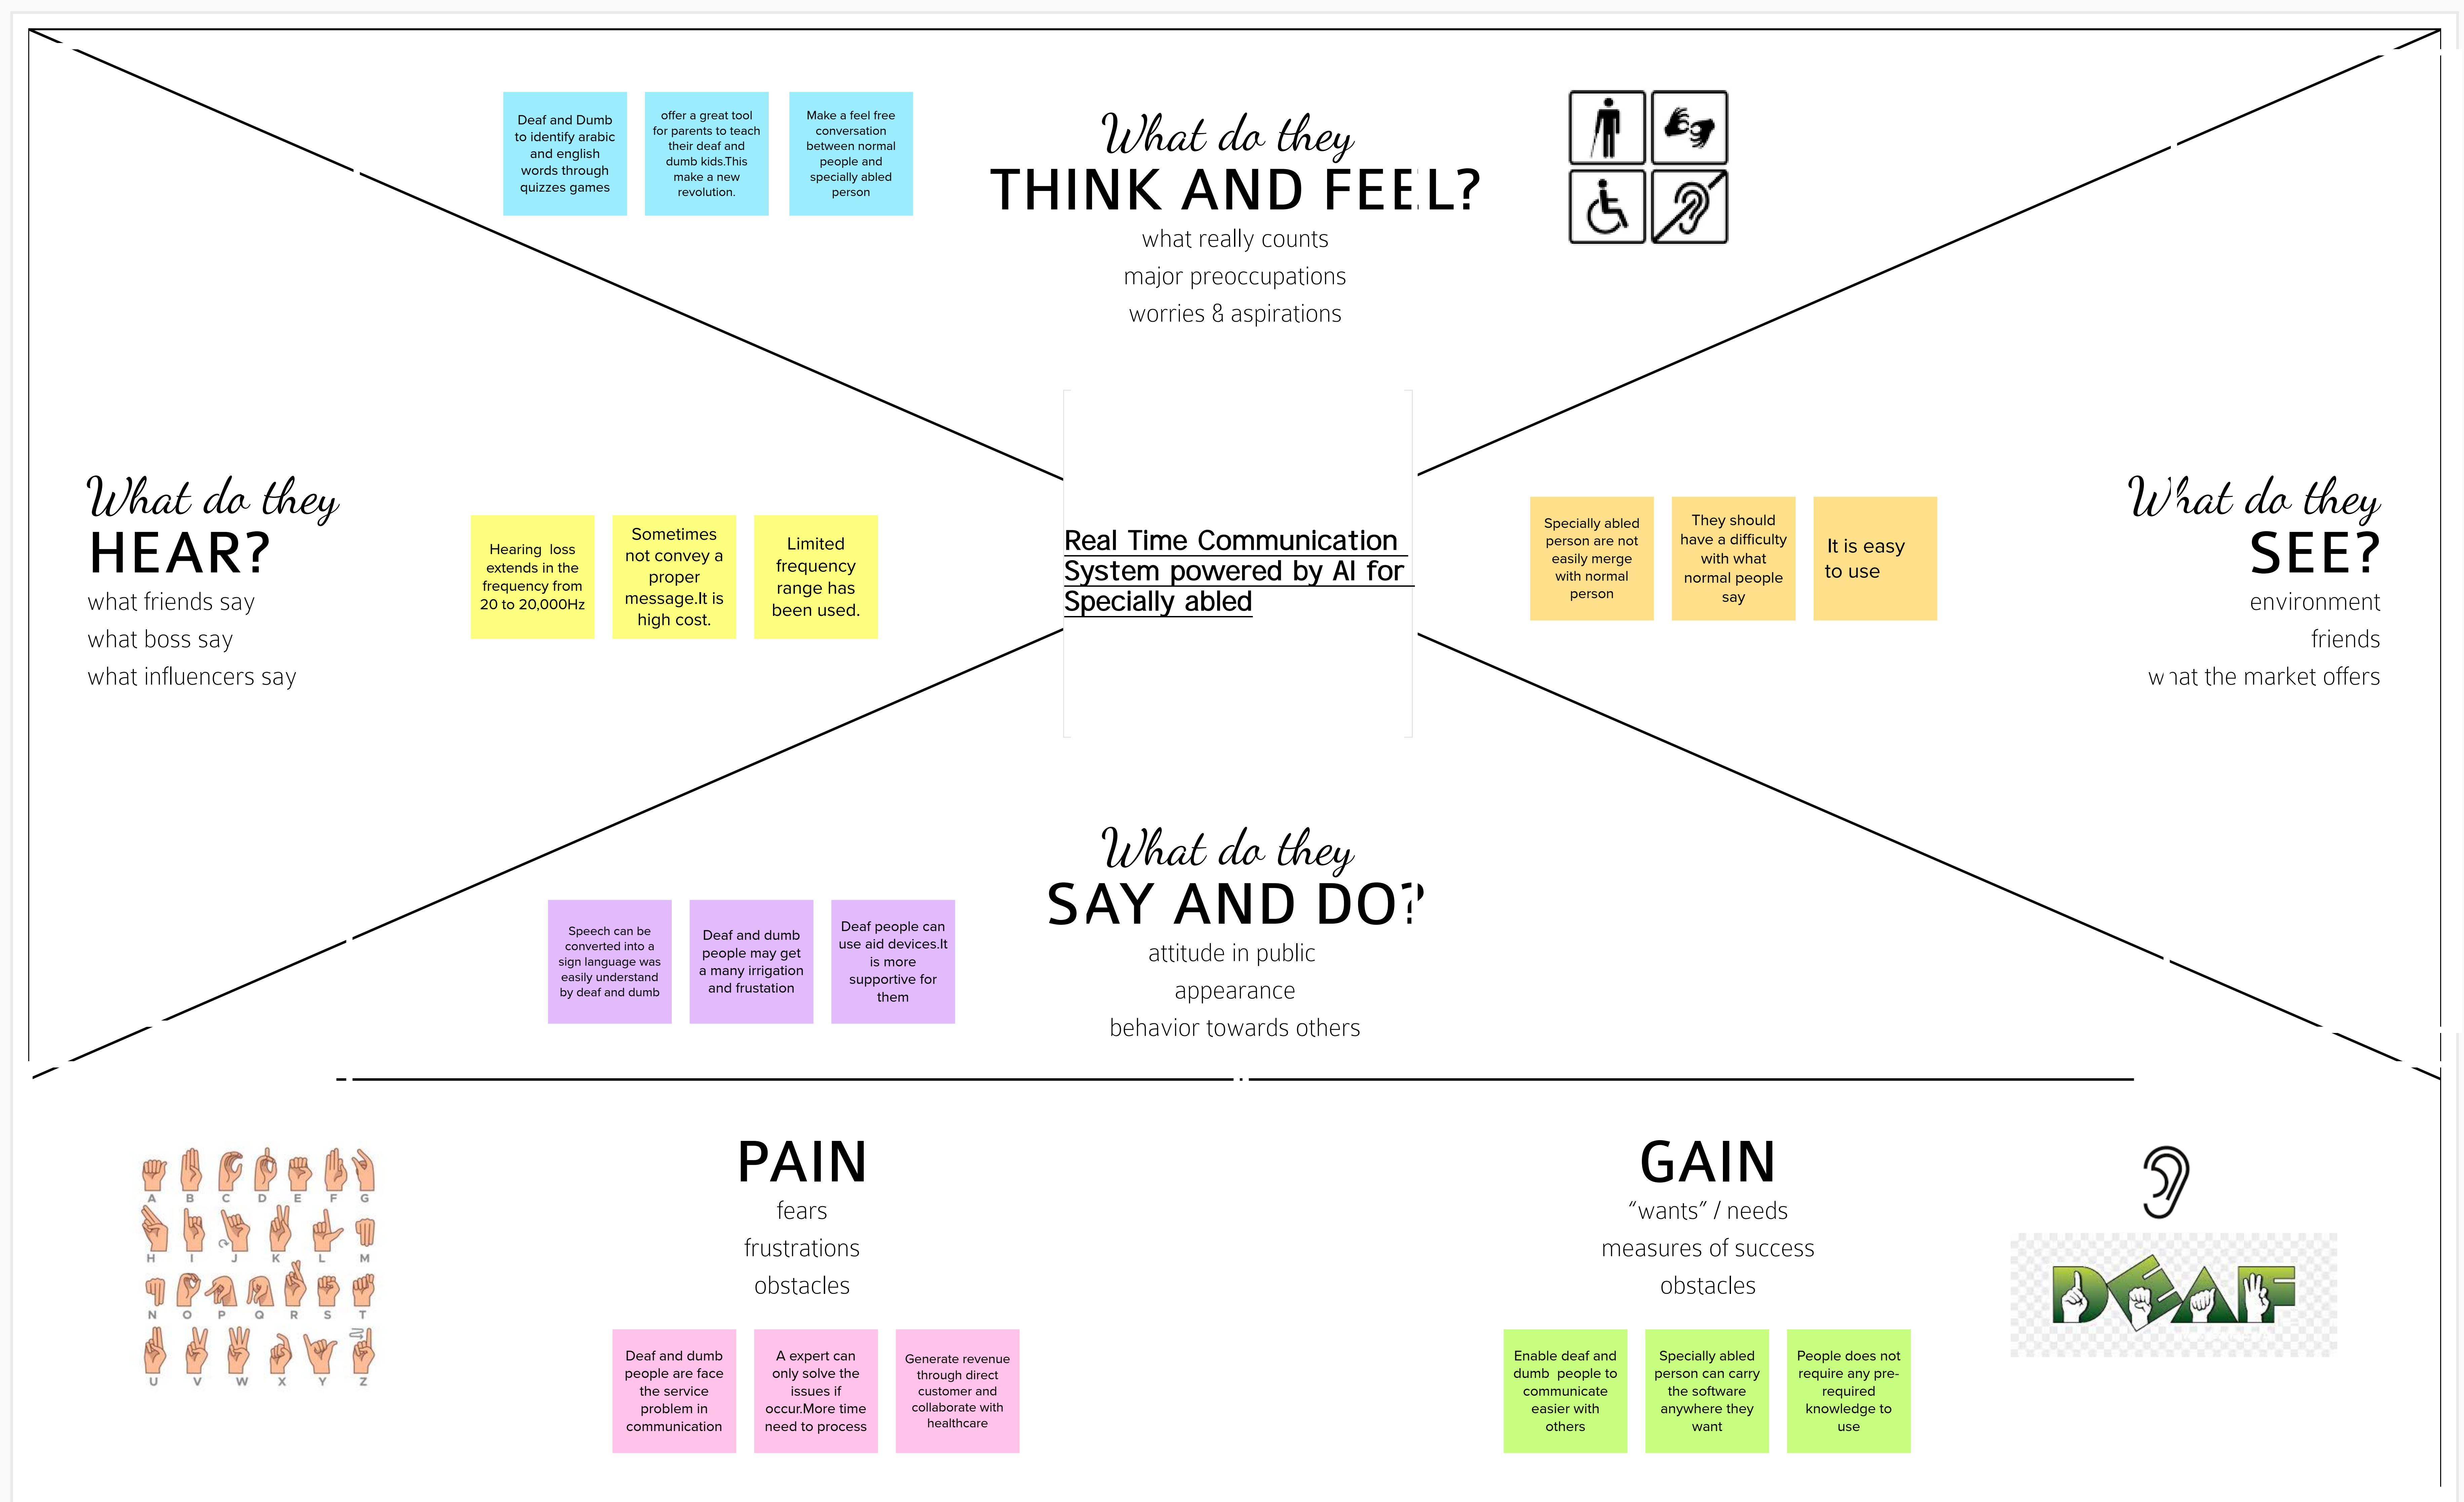 Deaf and Dumb
to identify arabic
and english
words through
quizzes games
offer a great tool
for parents to teach
their deaf and
dumb kids.This
make a new
revolution.
Make a feel free
conversation
between normal
people and
specially abled
person
What do they
THINK AND FEEL?
what really counts
major preoccupations
worries & aspirations
What do they
HEAR?
what friends say
what boss say
what influencers say
Hearing loss
extends in the
frequency from
20 to 20,000Hz
Sometimes
not convey a
proper
message.It is
high cost.
Limited
frequency
range has
been used.
Real Time Communication
System powered by AI for
Specially abled
Specially abled
person are not
easily merge
with normal
person
They should
have a difficulty
with what
normal people
say
It is easy
to use
What do they
SEE?
environment
friends
what the market offers
What do they
SAY AND DO?
attitude in public
appearance
behavior towards others
Speech can be
converted into a
sign language was
easily understand
by deaf and dumb
Deaf and dumb
people may get
a many irrigation
and frustation
Deaf people can
use aid devices.It
is more
supportive for
them
A B C D E F G
H I J K L M
N O P Q R S T
U V W X Y Z
PAIN
fears
frustrations
obstacles
Deaf and dumb
people are face
the service
problem in
communication
A expert can
only solve the
issues if
occur.More time
need to process
Generate revenue
through direct
customer and
collaborate with
healthcare
GAIN
“wants” / needs
measures of success
obstacles
Enable deaf and
dumb people to
communicate
easier with
others
Specially abled
person can carry
the software
anywhere they
want
People does not
require any pre-
required
knowledge to
use
DEAF